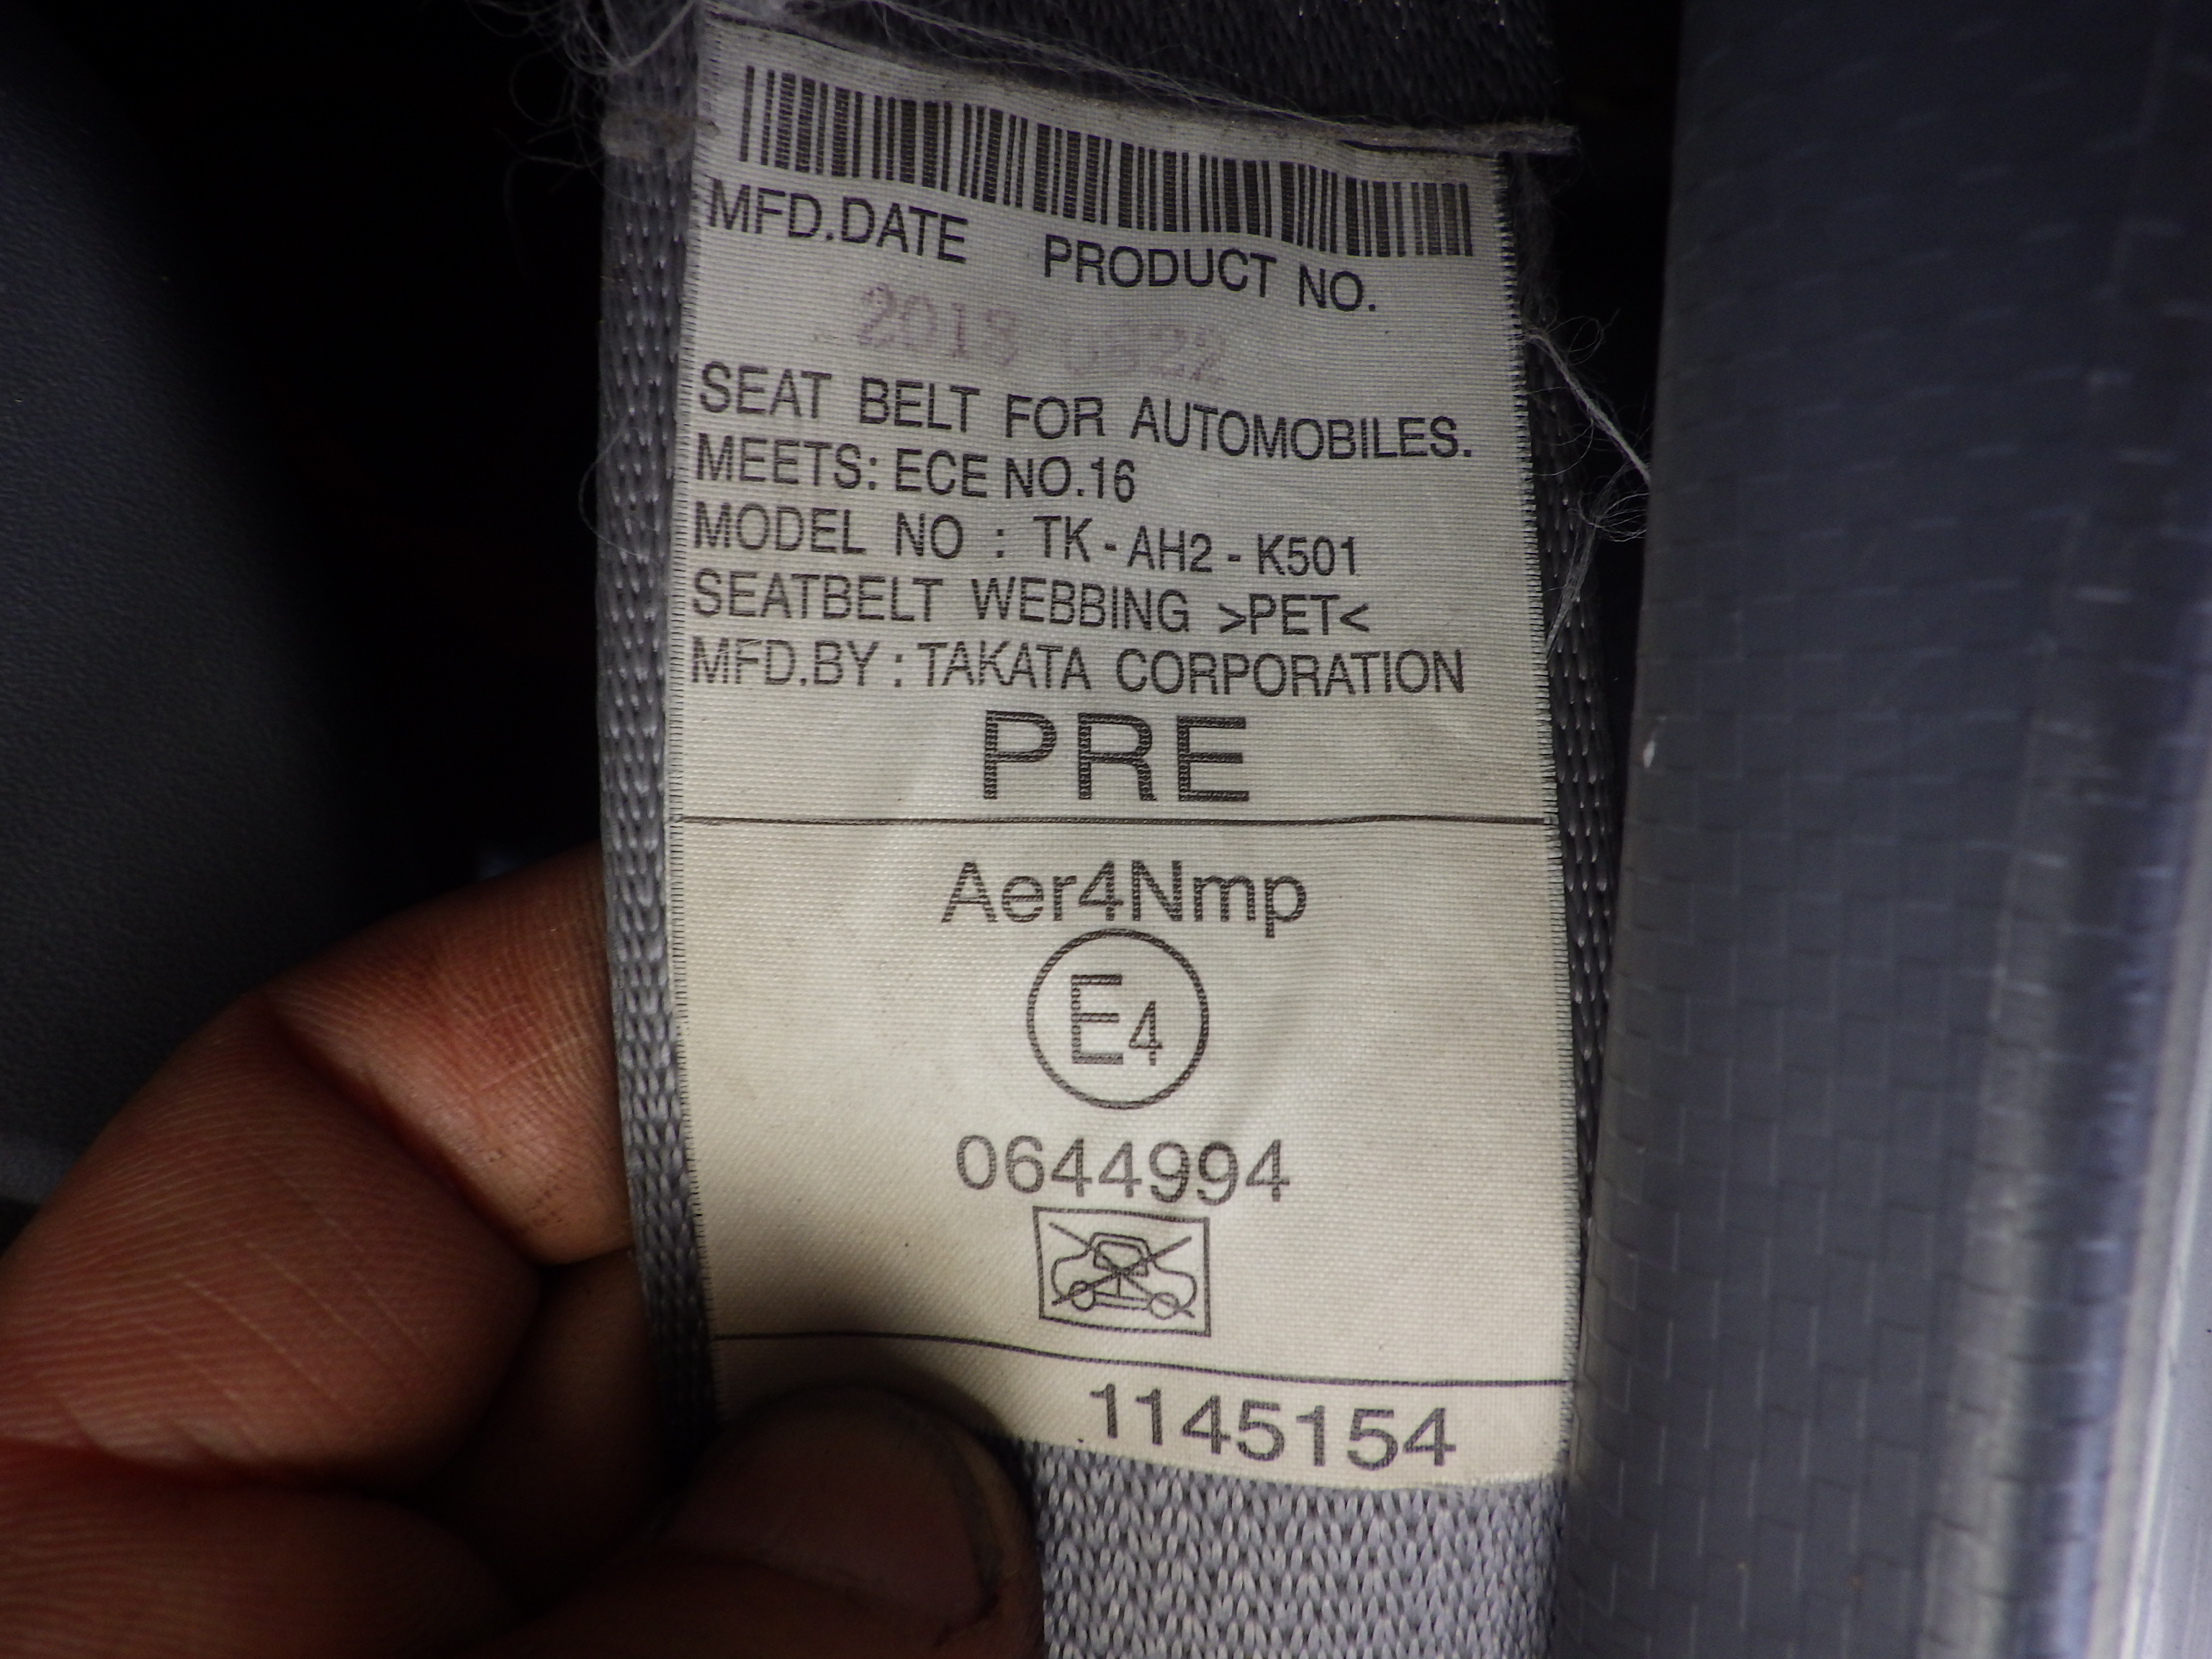 MFD.DATE PRODUCT NO.
SEAT BELT FOR AUTOMOBILES.
MEETS: ECE NO.16
MODEL NO : TK - AH2 - K501
SEATBELT WEBBING >PET<
MFD.BY : TAKATA CORPORATION
PRE
Aer4Nmp
E4
0644994
1145154